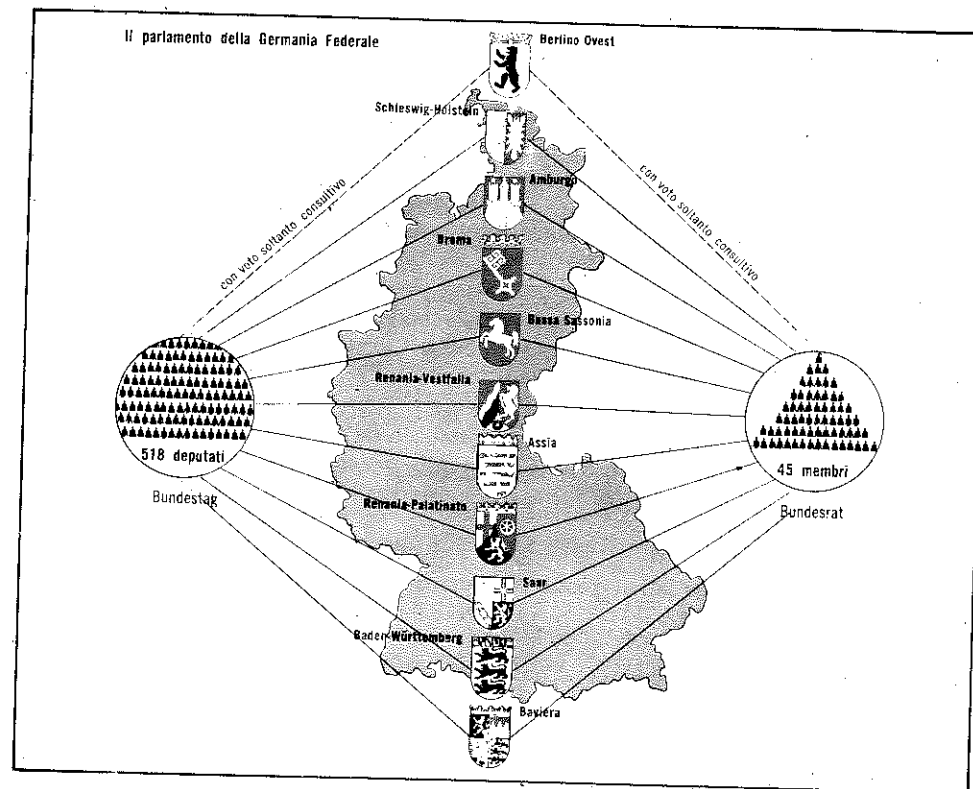 Il parlamento della Germania Federale
Berlino Ovest
Schleswig-Holstein
con voto soltanto consultivo
con voto soltanto consultivo
Amburgo
Brema
Bassa Sassonia
Renania-Vestfalia
Assia
518 deputati
Bundestag
45 membri
Bundesrat
Renania-Palatinato
Saar
Baden-Württemberg
Baviera